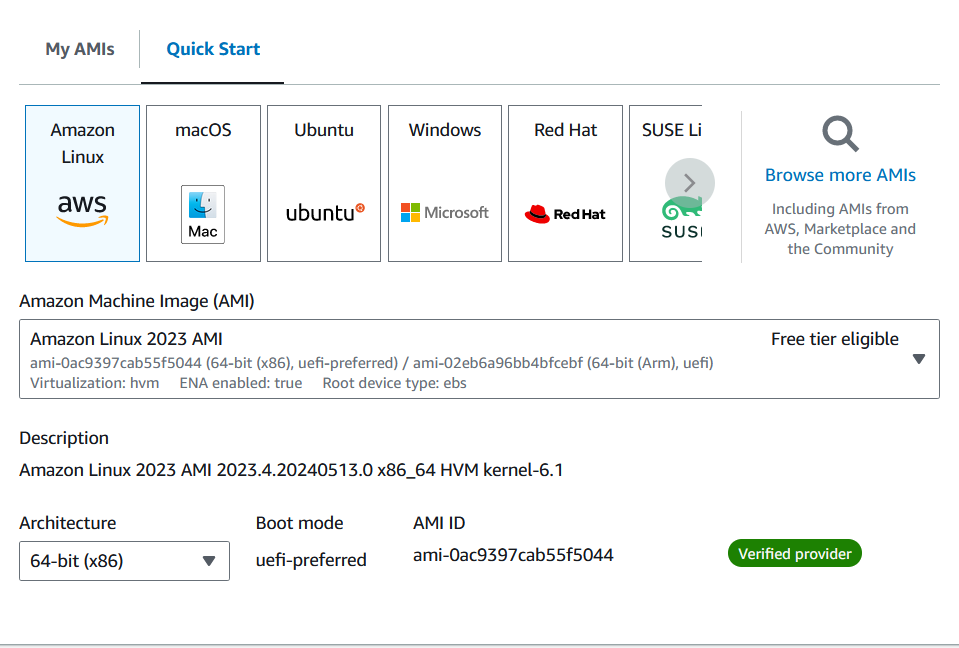 My AMIs
Quick Start
Amazon
Linux
aws
macOS
Mac
Ubuntu
ubuntu
Windows
Microsoft
Red Hat
Red Hat
SUSE Li
SUS
Browse more AMIs
Including AMIs from
AWS, Marketplace and
the Community
Amazon Machine Image (AMI)
Amazon Linux 2023 AMI
Free tier eligible
ami-0ac9397cab55f5044 (64-bit (x86), uefi-preferred) / ami-02eb6a96bb4bfcebf (64-bit (Arm), uefi)
Virtualization: hvm ENA enabled: true Root device type: ebs
Description
Amazon Linux 2023 AMI 2023.4.20240513.0 x86_64 HVM kernel-6.1
Architecture
Boot mode
AMI ID
64-bit (x86)
uefi-preferred
ami-0ac9397cab55f5044
Verified provider